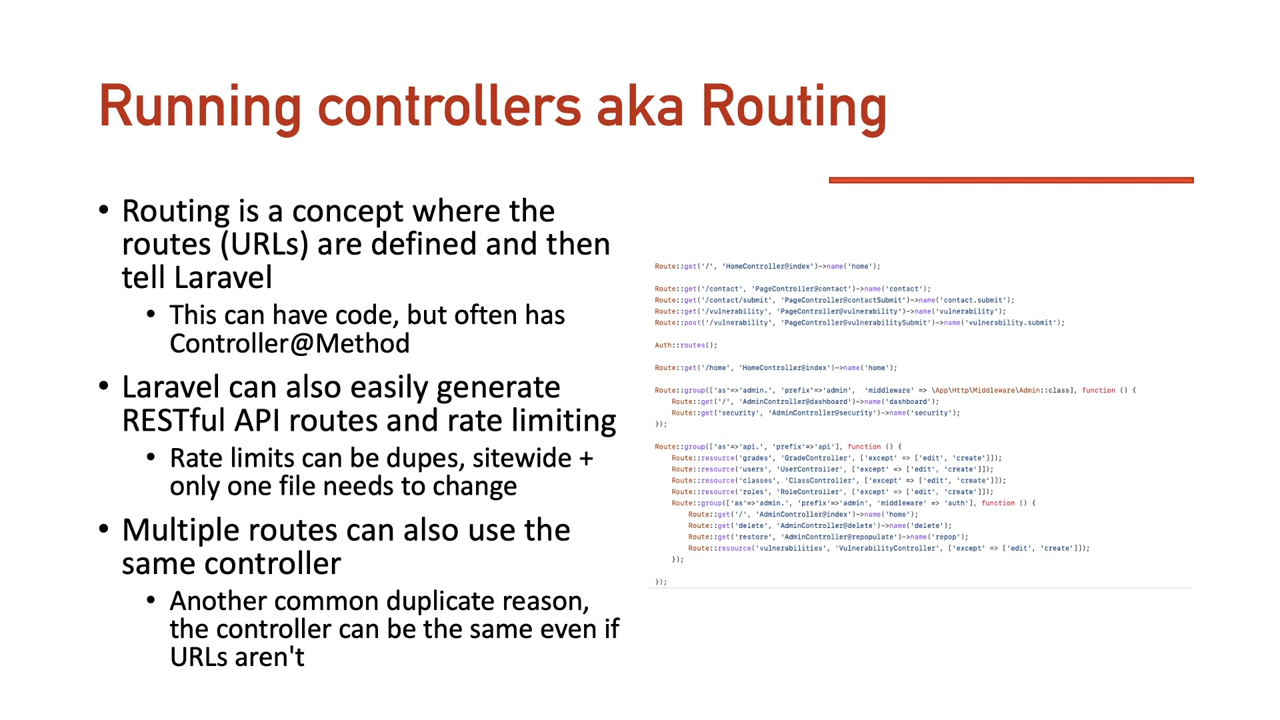 Running controllers aka Routing
• Routing is a concept where the
routes (URLs) are defined and then
tell Laravel
• This can have code, but often has
Controller@Method
• Laravel can also easily generate
RESTful API routes and rate limiting
• Rate limits can be dupes, sitewide +
only one file needs to change
• Multiple routes can also use the
same controller
• Another common duplicate reason,
the controller can be the same even if
URLs aren't
Route::get('/', 'HomeController@index')->name('home');
Route::get('/contact', 'PageController@contact')->name('contact');
Route::get('/contact/submit', 'PageController@contactSubmit')->name('contact.submit');
Route::get('/vulnerability', 'PageController@vulnerability')->name('vulnerability');
Route::post('/vulnerability', 'PageController@vulnerabilitySubmit')->name('vulnerability.submit');
Auth::routes();
Route::get('/home', 'HomeController@index')->name('home');
Route::group(['as'=>'admin.', 'prefix'=>'admin', 'middleware' => \App\Http\Middleware\Admin::class], function () {
Route::get('/', 'AdminController@dashboard')->name('dashboard');
Route::get('security', 'AdminController@security')->name('security');
});
Route::group(['as'=>'api.', 'prefix'=>'api'], function () {
Route::resource('grades', 'GradeController', ['except' => ['edit', 'create']]);
Route::resource('users', 'UserController', ['except' => ['edit', 'create']]);
Route::resource('classes', 'ClassController', ['except' => ['edit', 'create']]);
Route::resource('roles', 'RoleController', ['except' => ['edit', 'create']]);
Route::group(['as'=>'admin.', 'prefix'=>'admin', 'middleware' => 'auth'], function () {
Route::get('/', 'AdminController@index')->name('home');
Route::get('delete', 'AdminController@delete')->name('delete');
Route::get('restore', 'AdminController@repopulate')->name('repop');
Route::resource('vulnerabilities', 'VulnerabilityController', ['except' => ['edit', 'create']]);
});
});